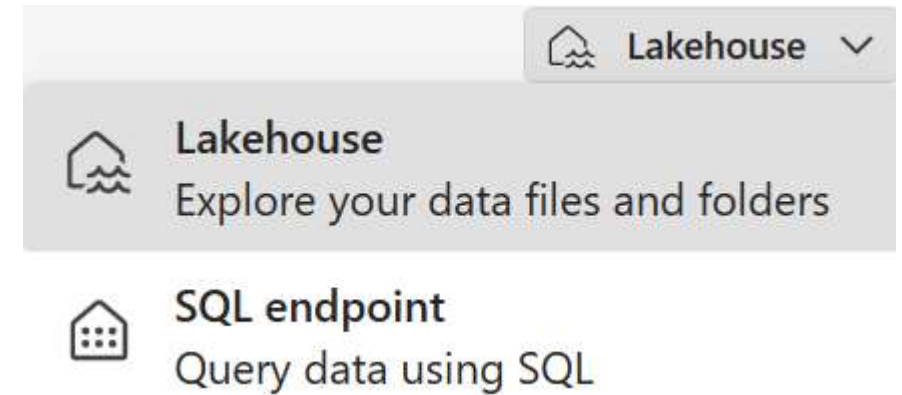 Lakehouse
Lakehouse
Explore your data files and folders
SQL endpoint
Query data using SQL